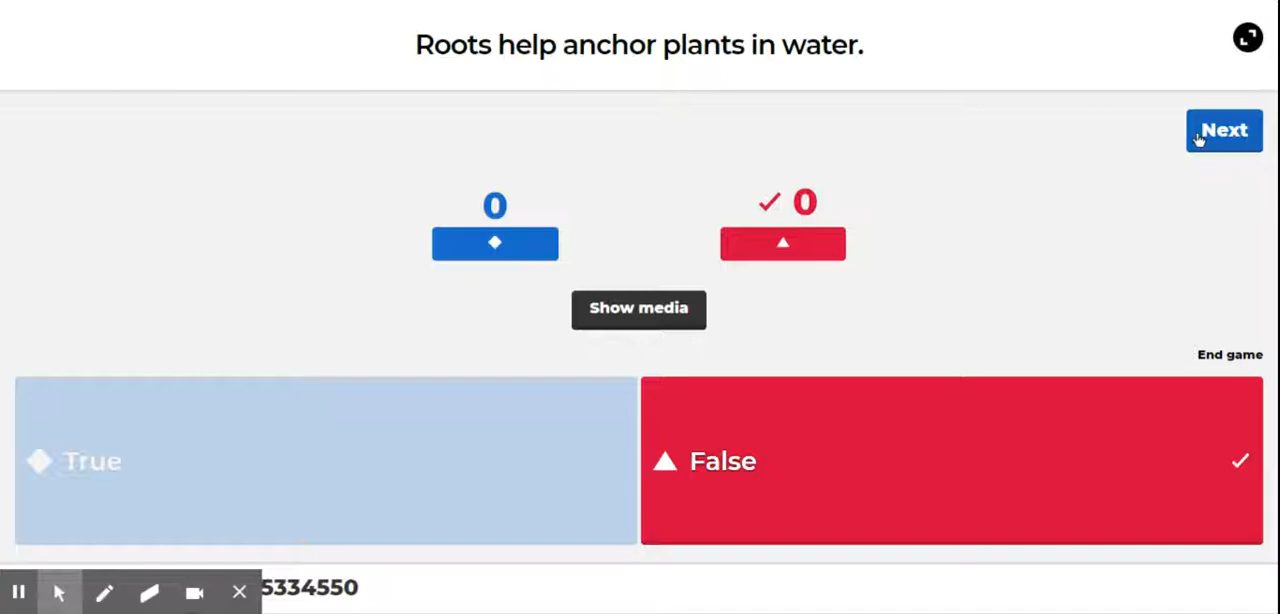 Roots help anchor plants in water.
Next
0
0
Show media
End game
True
False
5334550